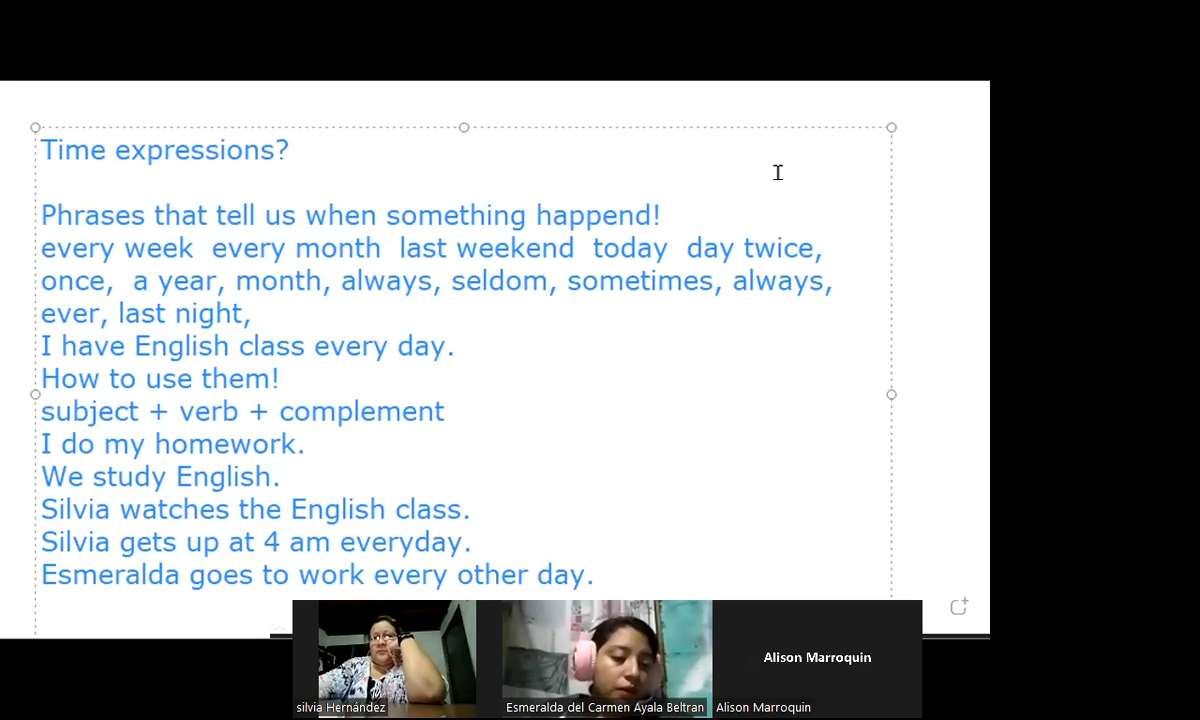 Time expressions?
Phrases that tell us when something happend!
every week every month last weekend today day twice,
once, a year, month, always, seldom, sometimes, always,
ever, last night,
I have English class every day.
How to use them!
subject + verb + complement
I do my homework.
We study English.
Silvia watches the English class.
Silvia gets up at 4 am everyday.
Esmeralda goes to work every other day.
Alison Marroquin
silvia Hernández
Esmeralda del Carmen Ayala Beltran
Alison Marroquin